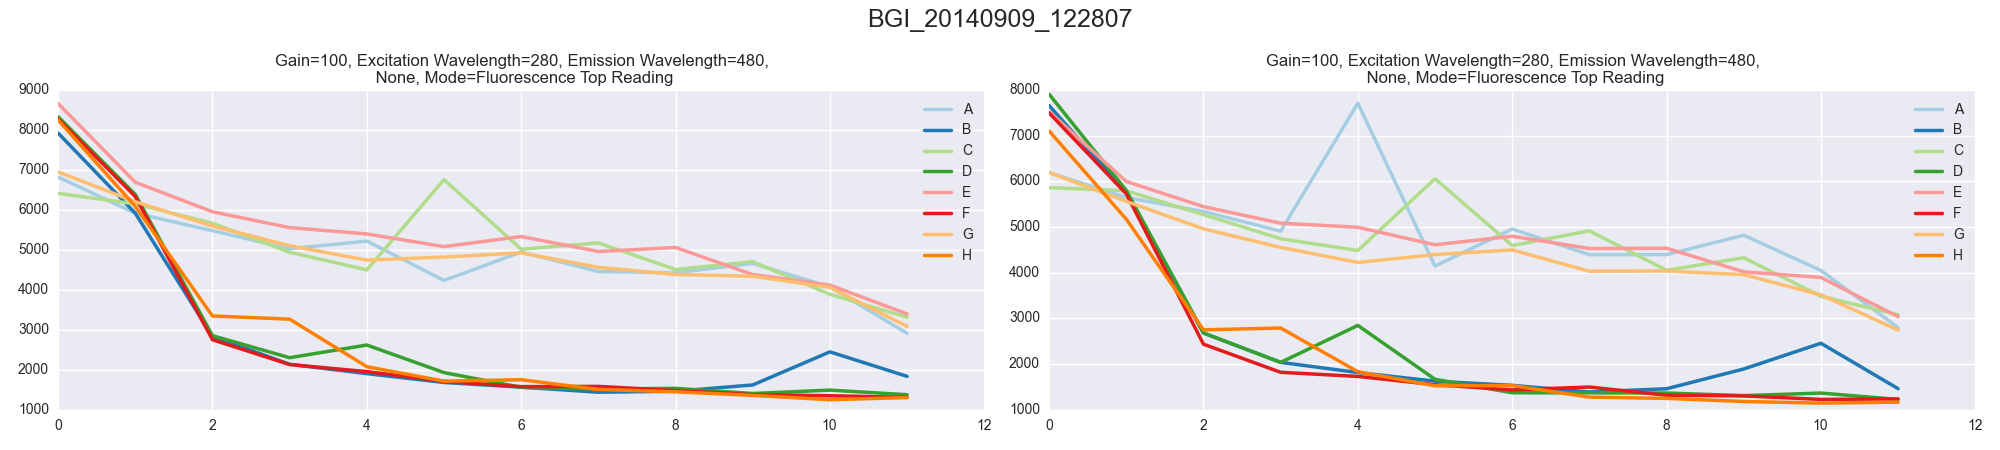 BGI_20140909_122807
Gain=100, Excitation Wavelength=280, Emission Wavelength=480,
None, Mode=Fluorescence Top Reading
9000
8000
7000
6000
5000
4000
3000
2000
1000
0 2 4 6 8 10 12
A
B
C
D
E
F
G
H
Gain=100, Excitation Wavelength=280, Emission Wavelength=480,
None, Mode=Fluorescence Top Reading
8000
7000
6000
5000
4000
3000
2000
1000
0 2 4 6 8 10 12
A
B
C
D
E
F
G
H